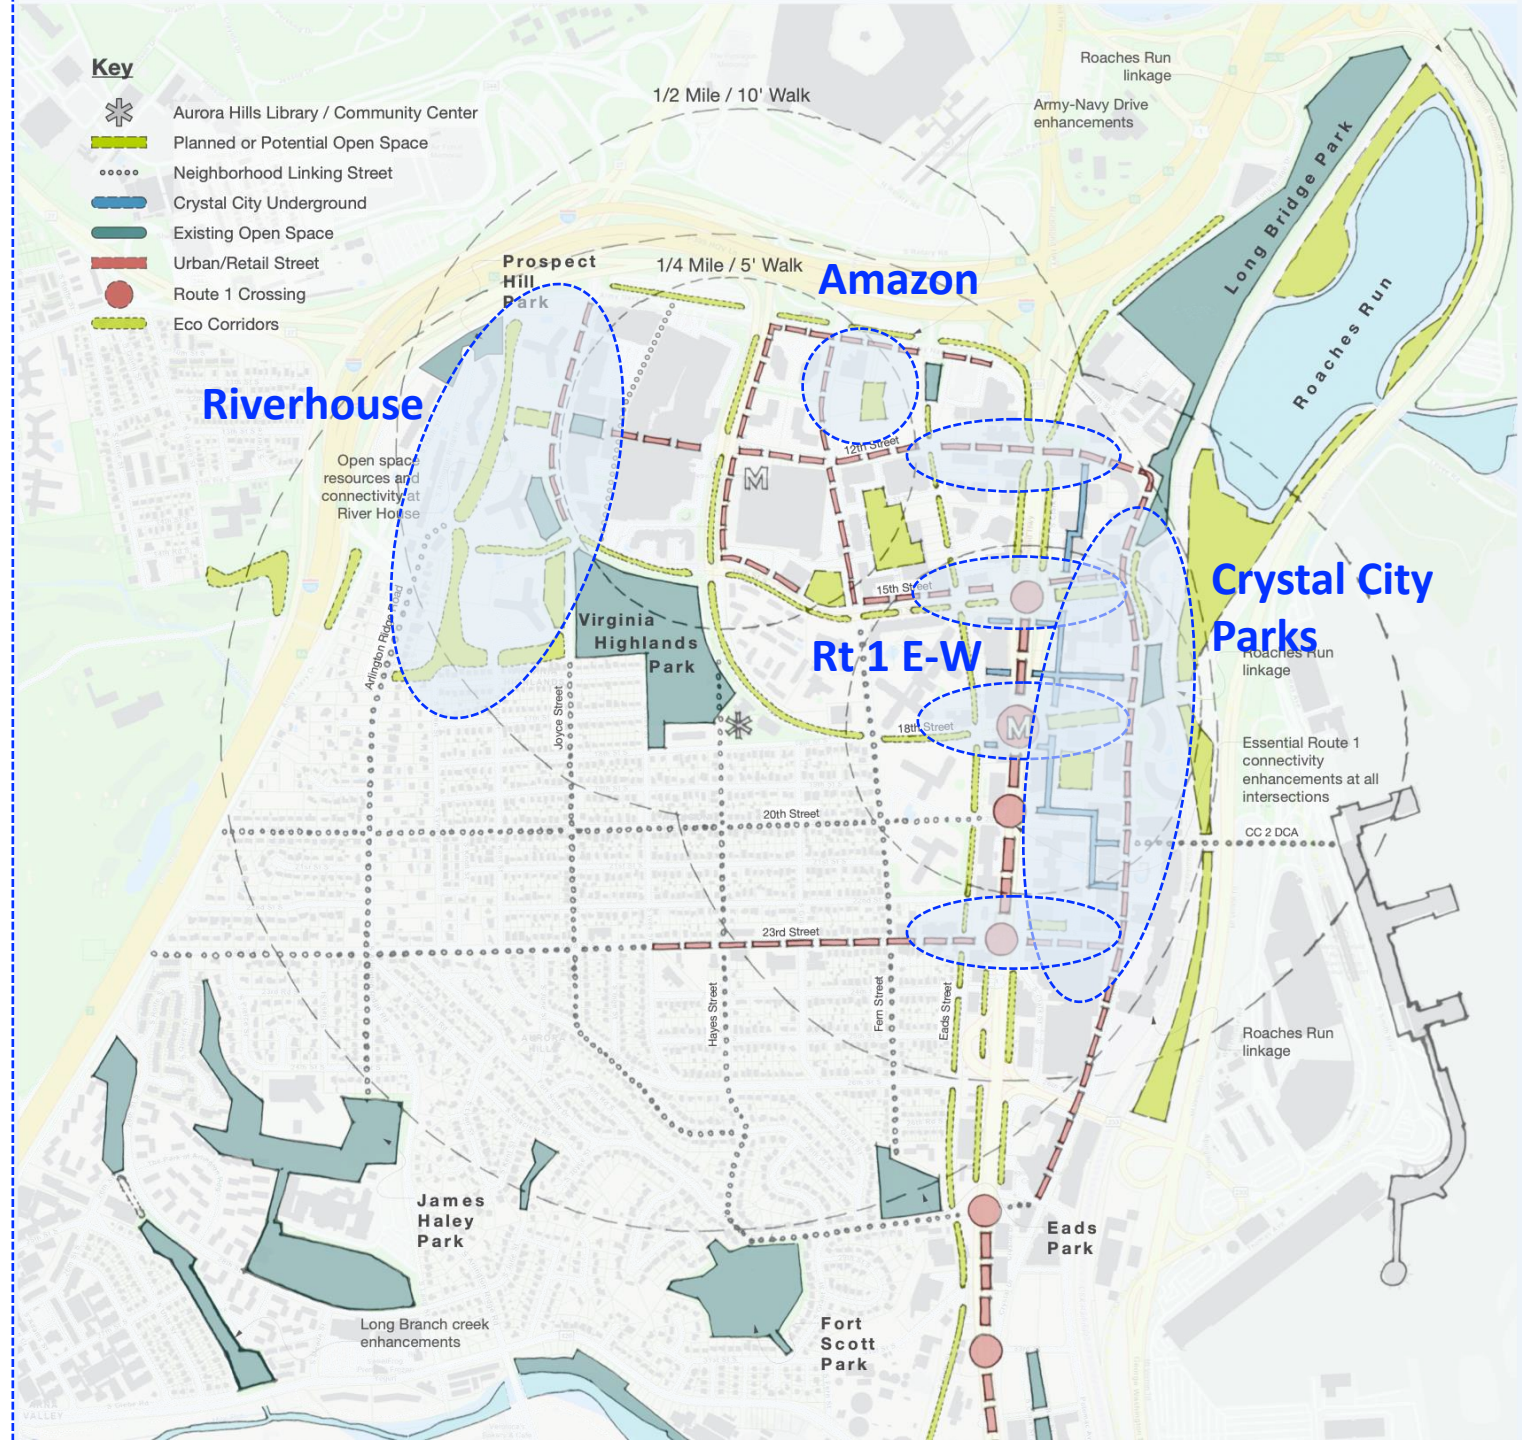 Key
Aurora Hills Library / Community Center
Planned or Potential Open Space
Neighborhood Linking Street
Crystal City Underground
Existing Open Space
Urban/Retail Street
Route 1 Crossing
Eco Corridors
1/2 Mile / 10' Walk
Roaches Run
linkage
Army-Navy Drive
enhancements
Long Bridge Park
Roaches Run
Prospect
Hill
Park
1/4 Mile / 5' Walk
Amazon
Riverhouse
12th Street
M
Open space
resources and
connectivity at
River House
15th Street
Crystal City
Parks
Arlington Ridge Road
Virginia
Highlands
Park
Rt 1 E-W
Roaches Run
linkage
Joyce Street
18th Street
M
Essential Route 1
connectivity
enhancements at all
intersections
20th Street
CC 2 DCA
23rd Street
Hayes Street
Fern Street
Eads Street
Roaches Run
linkage
James
Haley
Park
Eads
Park
Long Branch creek
enhancements
Fort
Scott
Park
VALLEY